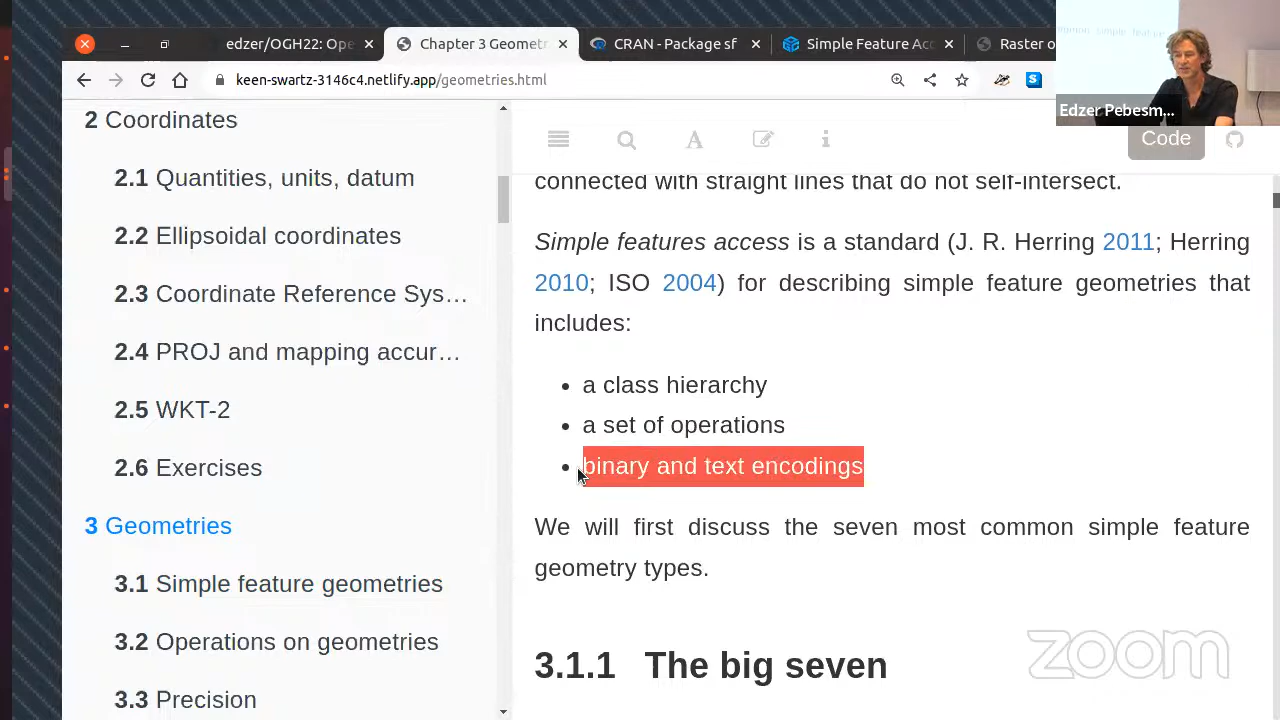 edzer/OGH22: Ope
Chapter 3 Geometr
CRAN - Package sf
Simple Feature Acc
Raster o
keen-swartz-3146c4.netlify.app/geometries.html
Edzer Pebesm...
2 Coordinates
2.1 Quantities, units, datum
2.2 Ellipsoidal coordinates
2.3 Coordinate Reference Sys…
2.4 PROJ and mapping accur…
2.5 WKT-2
2.6 Exercises
3 Geometries
3.1 Simple feature geometries
3.2 Operations on geometries
3.3 Precision
Code
connected with straight lines that do not self-intersect.
Simple features access is a standard (J. R. Herring 2011; Herring
2010; ISO 2004) for describing simple feature geometries that
includes:
• a class hierarchy
• a set of operations
• binary and text encodings
We will first discuss the seven most common simple feature
geometry types.
3.1.1 The big seven
zoom